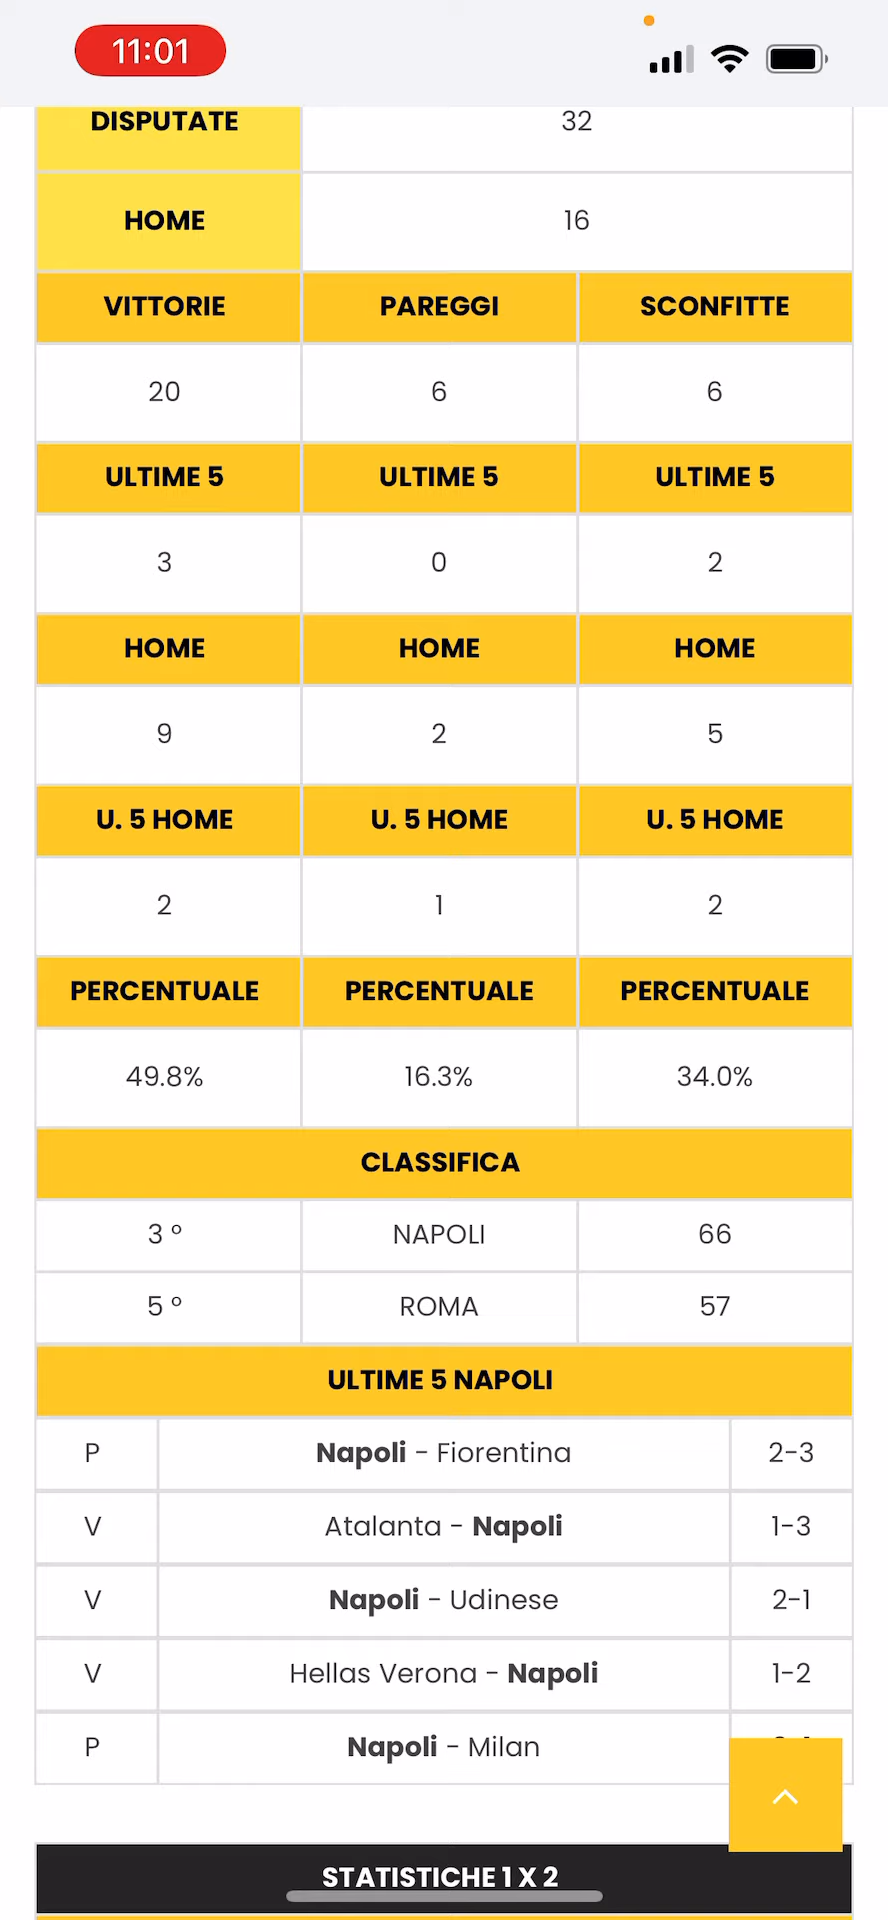 11:01
DISPUTATE 32
HOME 16
VITTORIE PAREGGI SCONFITTE
20 6 6
ULTIME 5 ULTIME 5 ULTIME 5
3 0 2
HOME HOME HOME
9 2 5
U. 5 HOME U. 5 HOME U. 5 HOME
2 1 2
PERCENTUALE PERCENTUALE PERCENTUALE
49.8% 16.3% 34.0%
CLASSIFICA
3 º NAPOLI 66
5 º ROMA 57
ULTIME 5 NAPOLI
P Napoli - Fiorentina 2-3
V Atalanta - Napoli 1-3
V Napoli - Udinese 2-1
V Hellas Verona - Napoli 1-2
P Napoli - Milan
STATISTICHE 1 X 2